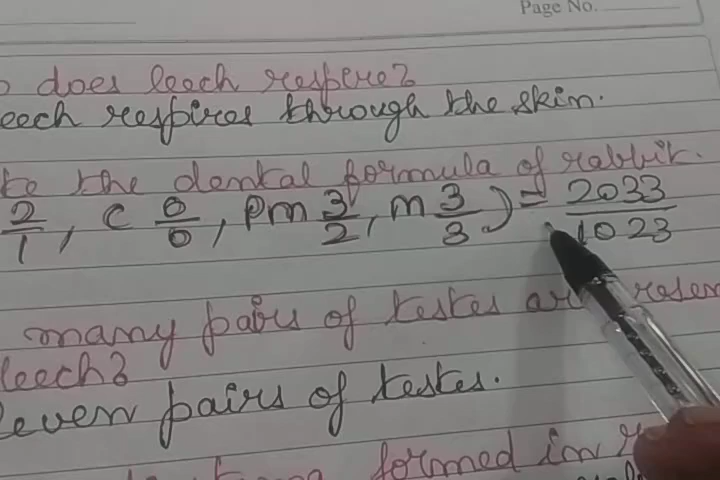 Page No.
does leech respire?
eech respires through the skin.
te the dental formula of rabbit.
2/1, C 0/0, Pm 3/2, m 3/3) = 2033/1023
many pairs of testes are resen
leech?
leven pairs of testes.
formed in